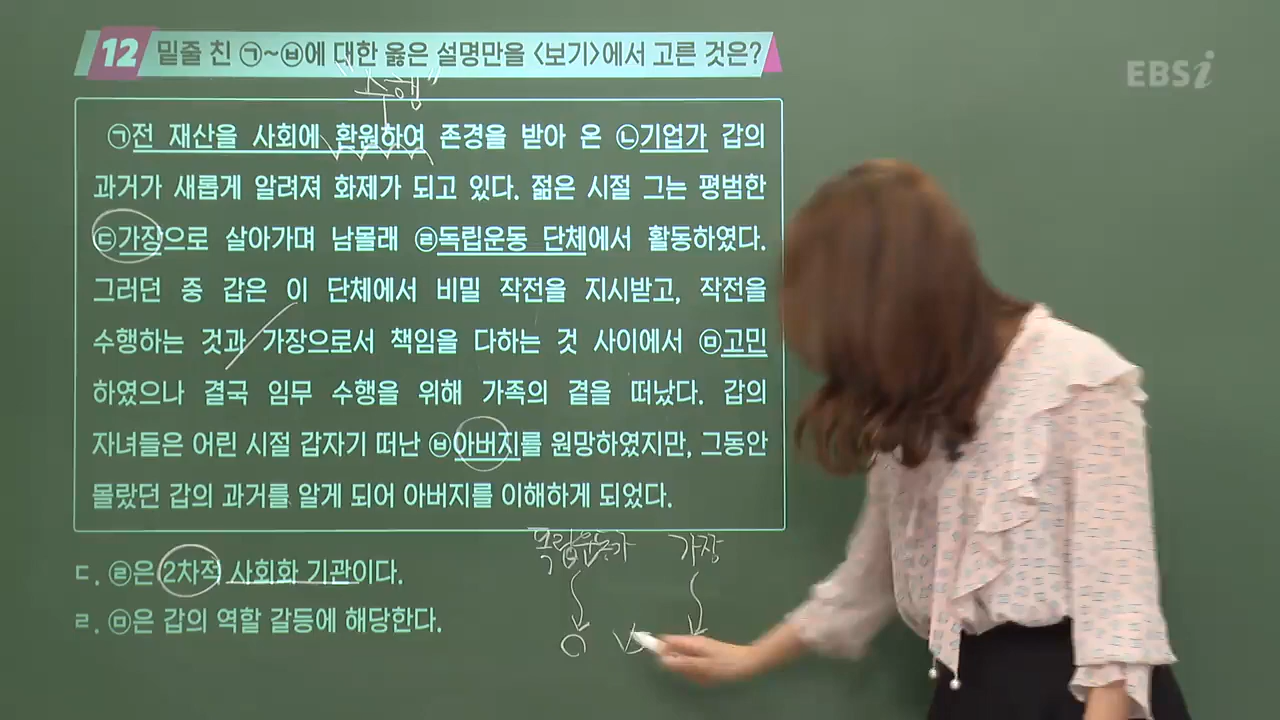 12 밑줄 친 ㉠~㉥에 대한 옳은 설명만을 <보기>에서 고른 것은?
EBSi
"수행"
㉠전 재산을 사회에 환원하여 존경을 받아 온 ㉡기업가 갑의
과거가 새롭게 알려져 화제가 되고 있다. 젊은 시절 그는 평범한
㉢가장으로 살아가며 남몰래 ㉣독립운동 단체에서 활동하였다.
그러던 중 갑은 이 단체에서 비밀 작전을 지시받고, 작전을
수행하는 것과 가장으로서 책임을 다하는 것 사이에서 ㉤고민
하였으나 결국 임무 수행을 위해 가족의 곁을 떠났다. 갑의
자녀들은 어린 시절 갑자기 떠난 ㉥아버지를 원망하였지만, 그동안
몰랐던 갑의 과거를 알게 되어 아버지를 이해하게 되었다.
독립운동가 가장
VS
ㄷ. ㉣은 2차적 사회화 기관이다.
ㄹ. ㉤은 갑의 역할 갈등에 해당한다.